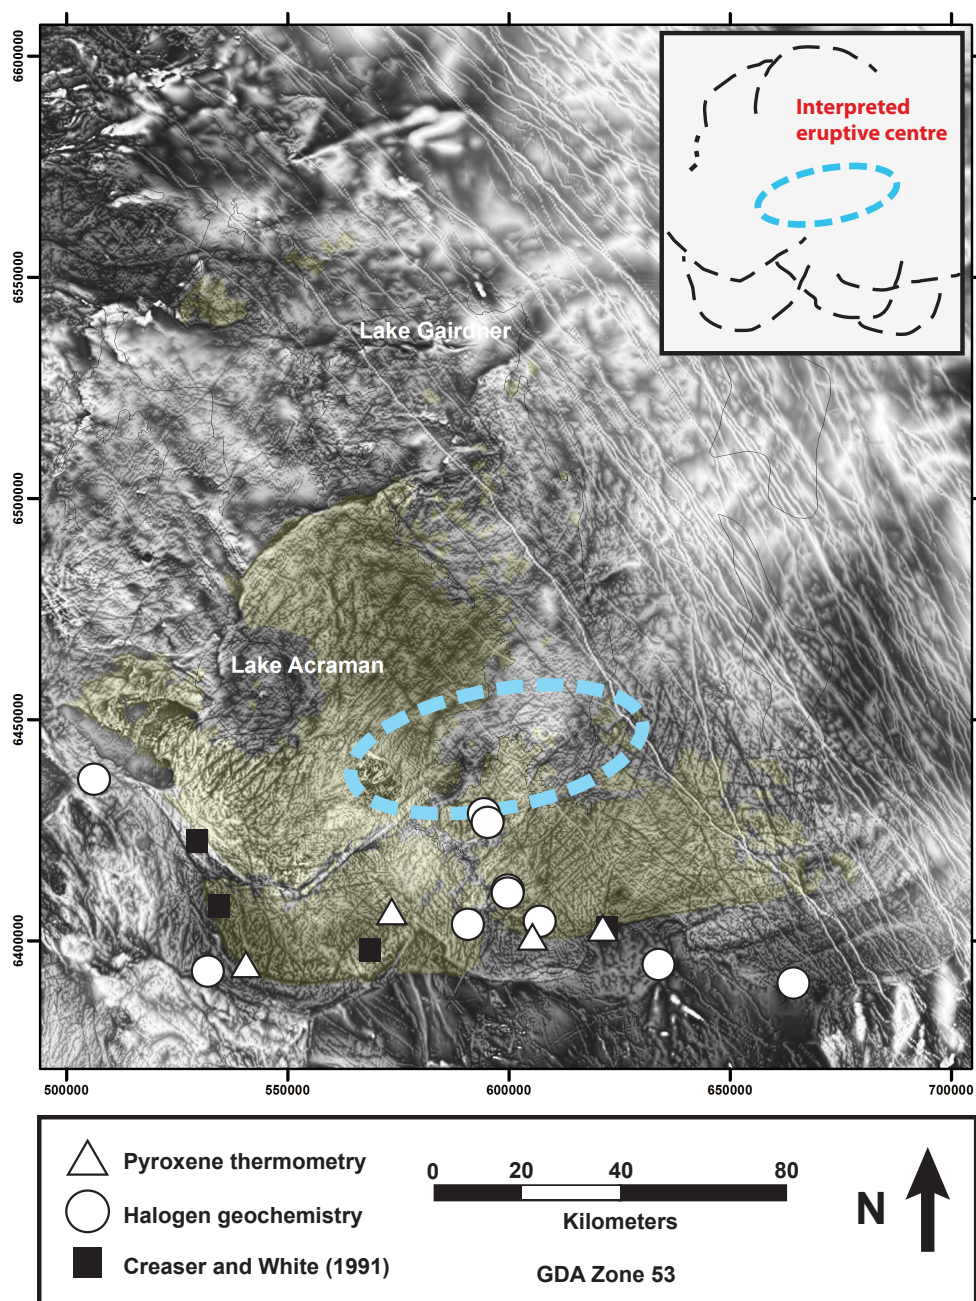 6600000
6550000
6500000
6450000
6400000
Interpreted
eruptive centre
Lake Gairdner
Lake Acraman
500000 550000 600000 650000 700000
Pyroxene thermometry
Halogen geochemistry
Creaser and White (1991)
0 20 40 80
Kilometers
GDA Zone 53
N